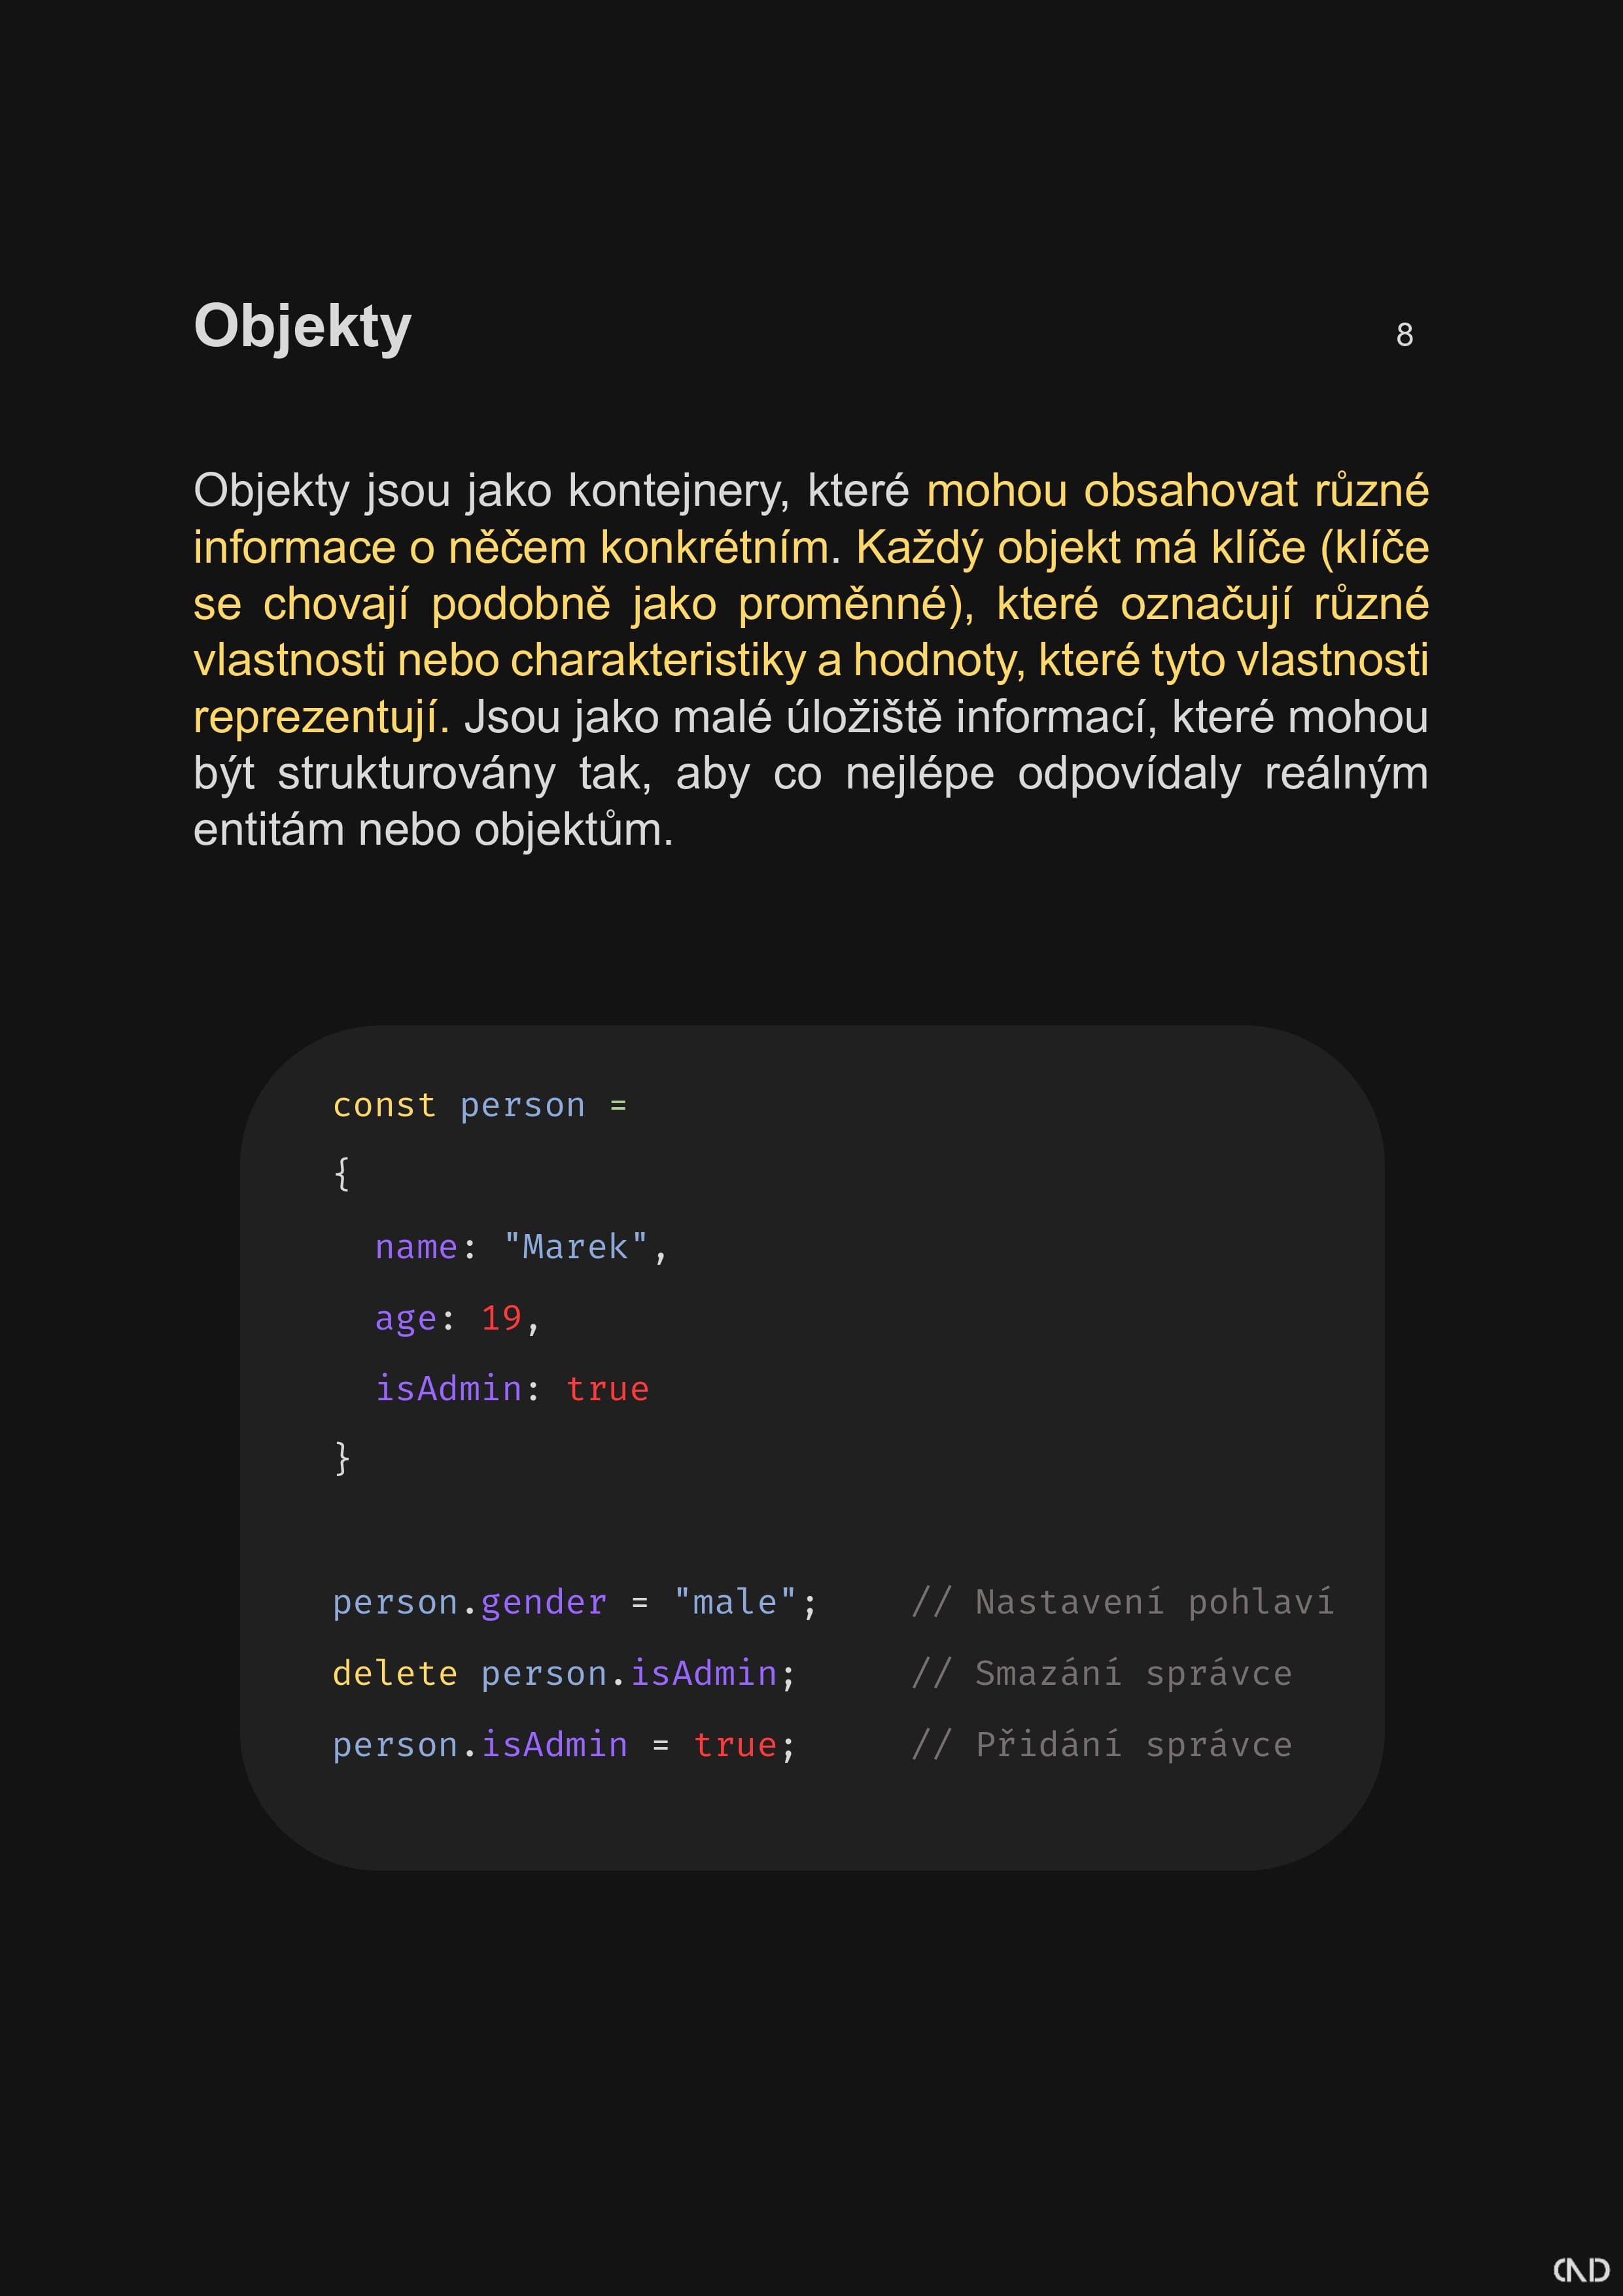 Objekty
8
Objekty jsou jako kontejnery, které mohou obsahovat různé
informace o něčem konkrétním. Každý objekt má klíče (klíče
se chovají podobně jako proměnné), které označují různé
vlastnosti nebo charakteristiky a hodnoty, které tyto vlastnosti
reprezentují. Jsou jako malé úložiště informací, které mohou
být strukturovány tak, aby co nejlépe odpovídaly reálným
entitám nebo objektům.
const person =
{
  name: "Marek",
  age: 19,
  isAdmin: true
}
person.gender = "male";    // Nastavení pohlaví
delete person.isAdmin;     // Smazání správce
person.isAdmin = true;     // Přidání správce